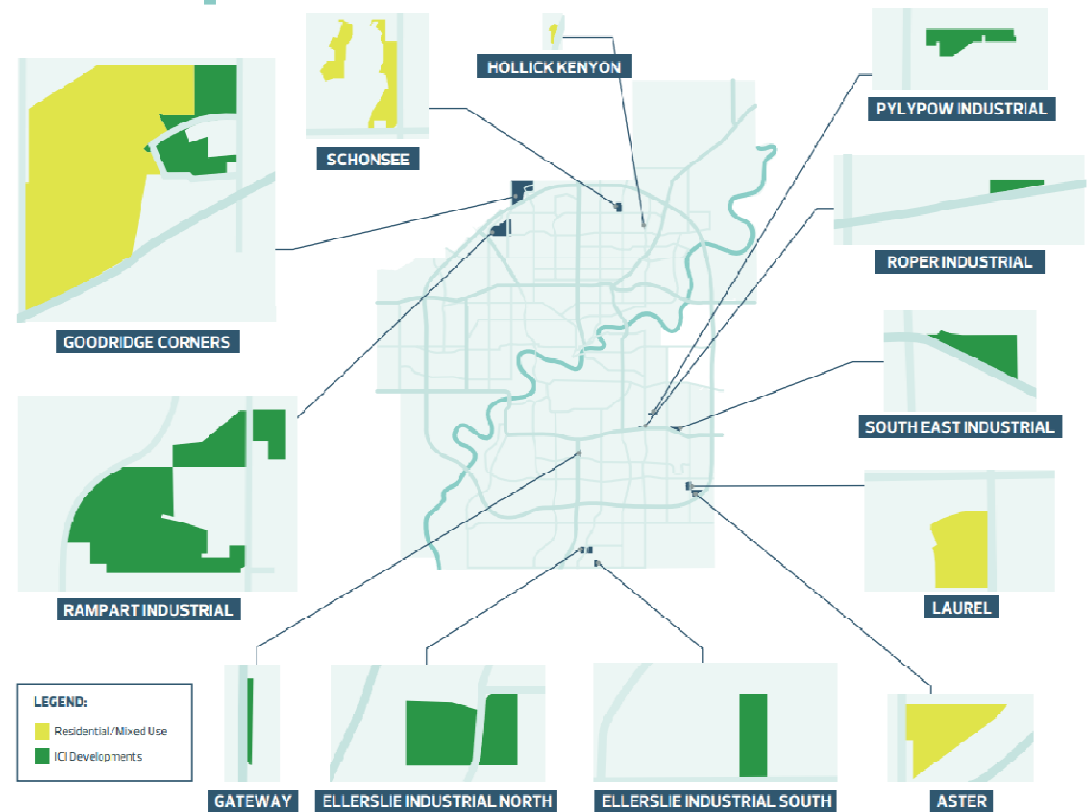 HOLLICK KENYON
PYLYPOW INDUSTRIAL
SCHONSEE
ROPER INDUSTRIAL
GOODRIDGE CORNERS
SOUTH EAST INDUSTRIAL
RAMPART INDUSTRIAL
LAUREL
LEGEND:
Residential/Mixed Use
ICI Developments
GATEWAY
ELLERSLIE INDUSTRIAL NORTH
ELLERSLIE INDUSTRIAL SOUTH
ASTER